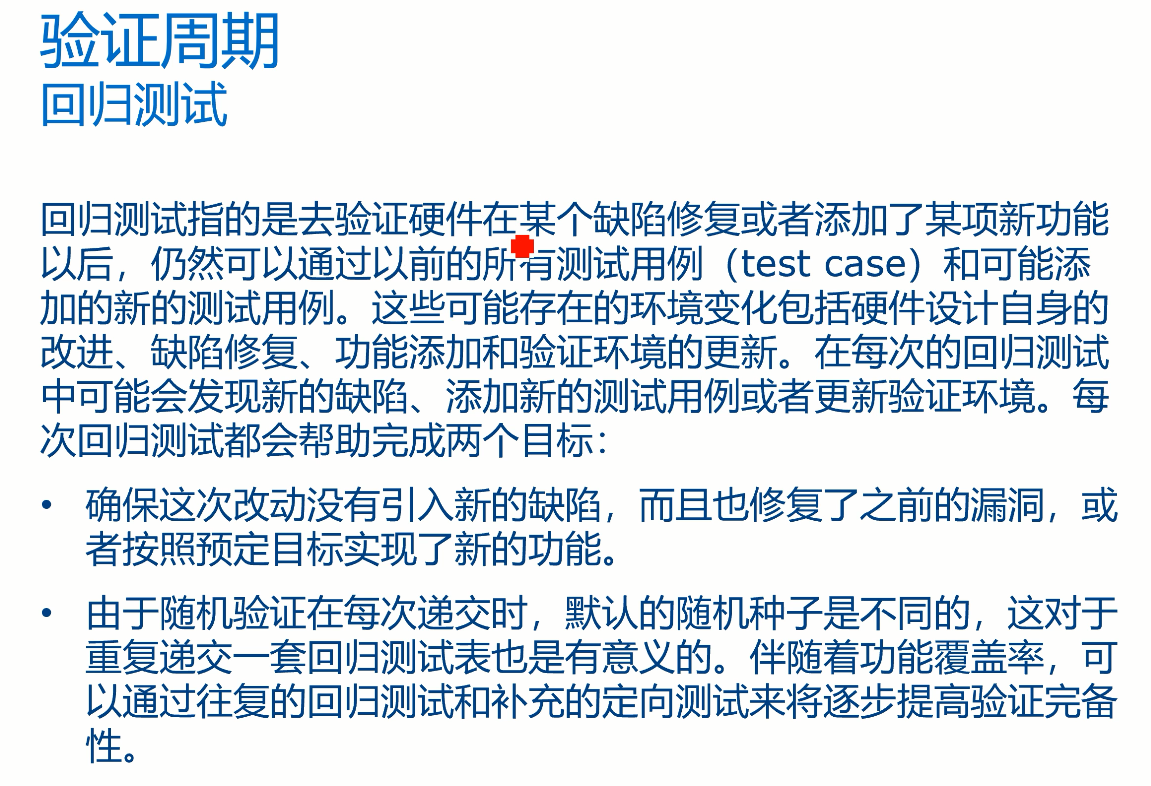 验证周期
回归测试
回归测试指的是去验证硬件在某个缺陷修复或者添加了某项新功能
以后，仍然可以通过以前的所有测试用例（test case）和可能添
加的新的测试用例。这些可能存在的环境变化包括硬件设计自身的
改进、缺陷修复、功能添加和验证环境的更新。在每次的回归测试
中可能会发现新的缺陷、添加新的测试用例或者更新验证环境。每
次回归测试都会帮助完成两个目标：
• 确保这次改动没有引入新的缺陷，而且也修复了之前的漏洞，或
者按照预定目标实现了新的功能。
• 由于随机验证在每次递交时，默认的随机种子是不同的，这对于
重复递交一套回归测试表也是有意义的。伴随着功能覆盖率，可
以通过往复的回归测试和补充的定向测试来将逐步提高验证完备
性。